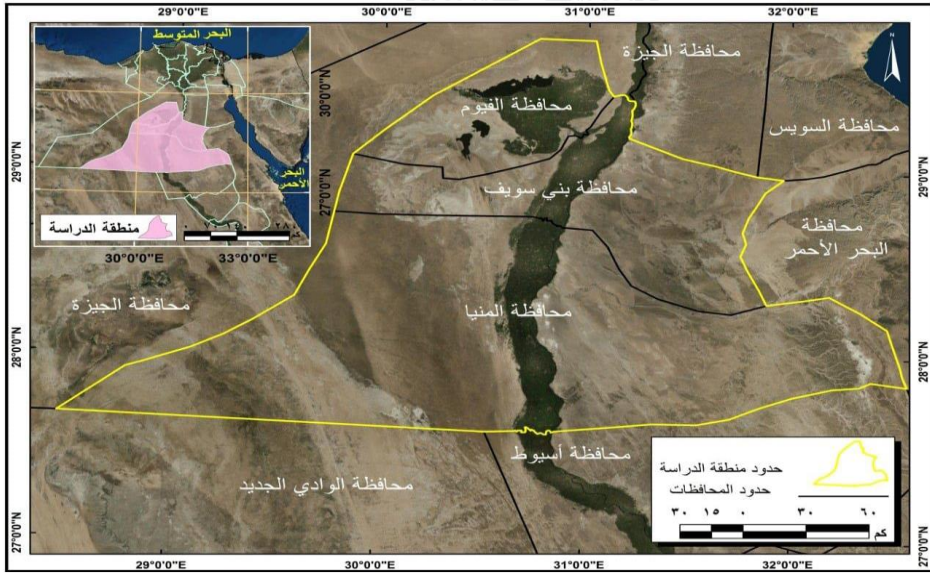 29°0'0"E
30°0'0"E
31°0'0"E
32°0'0"E
البحر المتوسط
البحر
الأحمر
30°0'0"N
27°0'0"N
منطقة الدراسة
30°0'0"E
33°0'0"E
N
محافظة الجيزة
محافظة الفيوم
محافظة السويس
محافظة بني سويف
محافظة
البحر الأحمر
محافظة الجيزة
محافظة المنيا
محافظة أسيوط
محافظة الوادي الجديد
29°0'0"N
28°0'0"N
27°0'0"N
29°0'0"N
28°0'0"N
27°0'0"N
حدود منطقة الدراسة
حدود المحافظات
٦٠ ٣٠ ٠ ١٥ ٣٠
كم
29°0'0"E
30°0'0"E
31°0'0"E
32°0'0"E